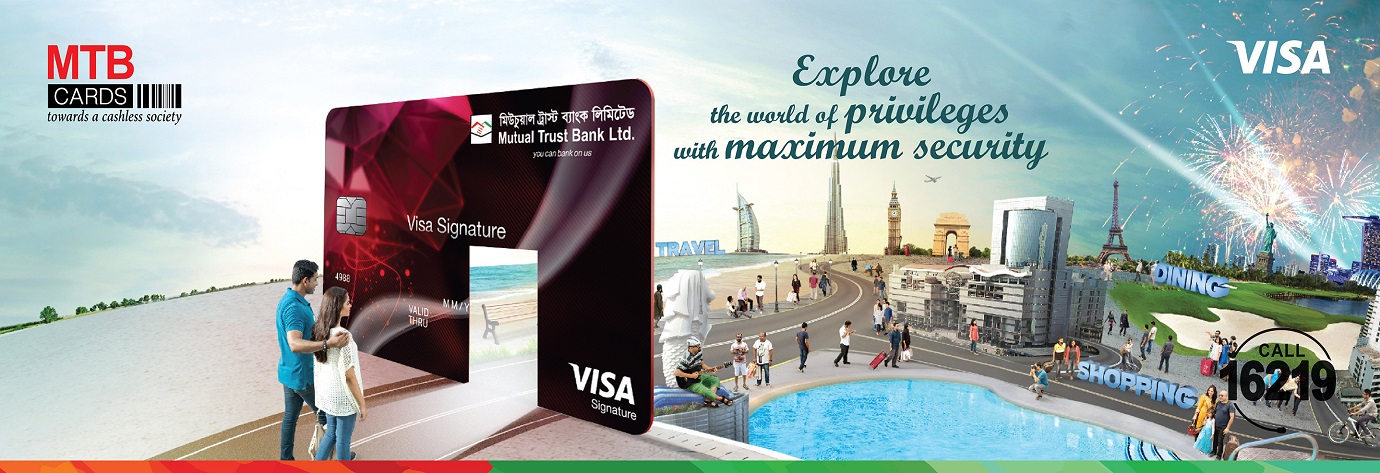 MTB
CARDS
towards a cashless society
মিউচুয়াল ট্রাস্ট ব্যাংক লিমিটেড
Mutual Trust Bank Ltd.
you can bank on us
Visa Signature
4988
MM/Y
VALID
THRU
VISA
Signature
Explore
the world of privileges
with maximum security
VISA
TRAVEL
DINING
SHOPPING
CALL
16219